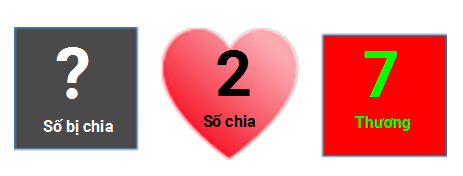 ?
Số bị chia
2
Số chia
7
Thương